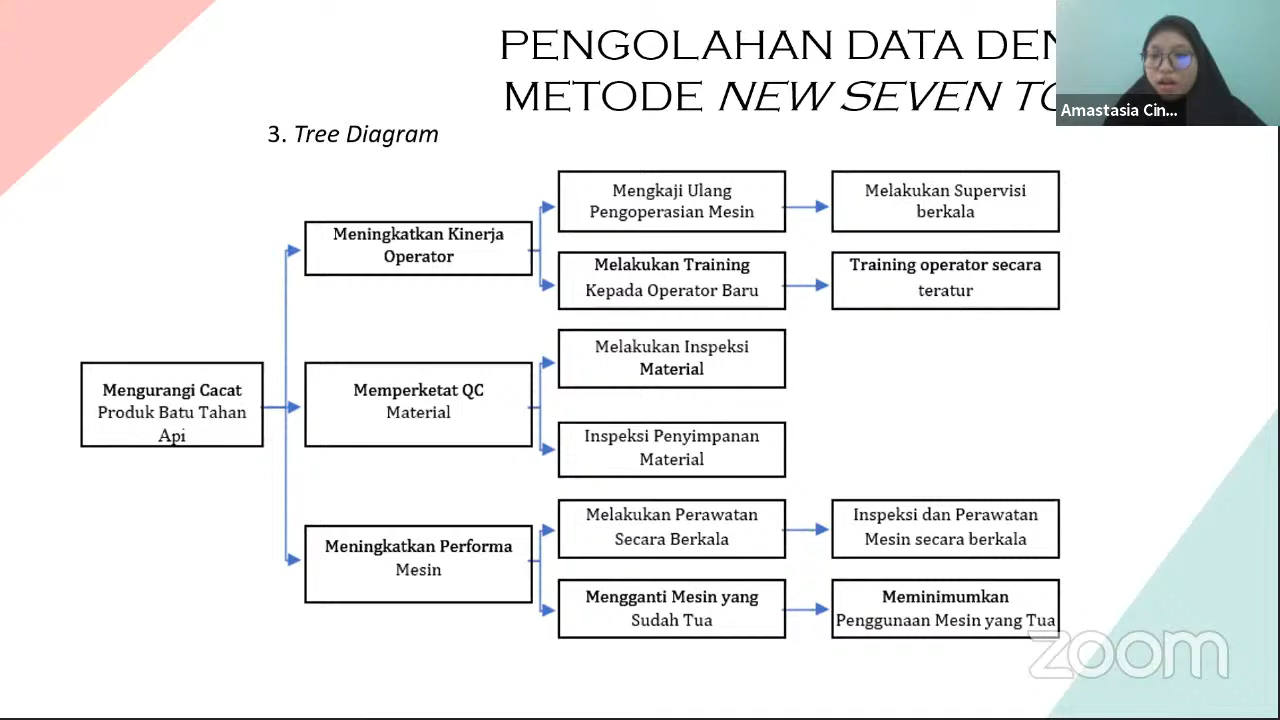 PENGOLAHAN DATA
METODE NEW SEVEN
Amastasia Cin...
3. Tree Diagram
Mengkaji Ulang
Pengoperasian Mesin
Melakukan Supervisi
berkala
Meningkatkan Kinerja
Operator
Melakukan Training
Kepada Operator Baru
Training operator secara
teratur
Melakukan Inspeksi
Material
Mengurangi Cacat
Produk Batu Tahan
Api
Memperketat QC
Material
Inspeksi Penyimpanan
Material
Melakukan Perawatan
Secara Berkala
Inspeksi dan Perawatan
Mesin secara berkala
Meningkatkan Performa
Mesin
Mengganti Mesin yang
Sudah Tua
Meminimumkan
Penggunaan Mesin yang Tua
zoom